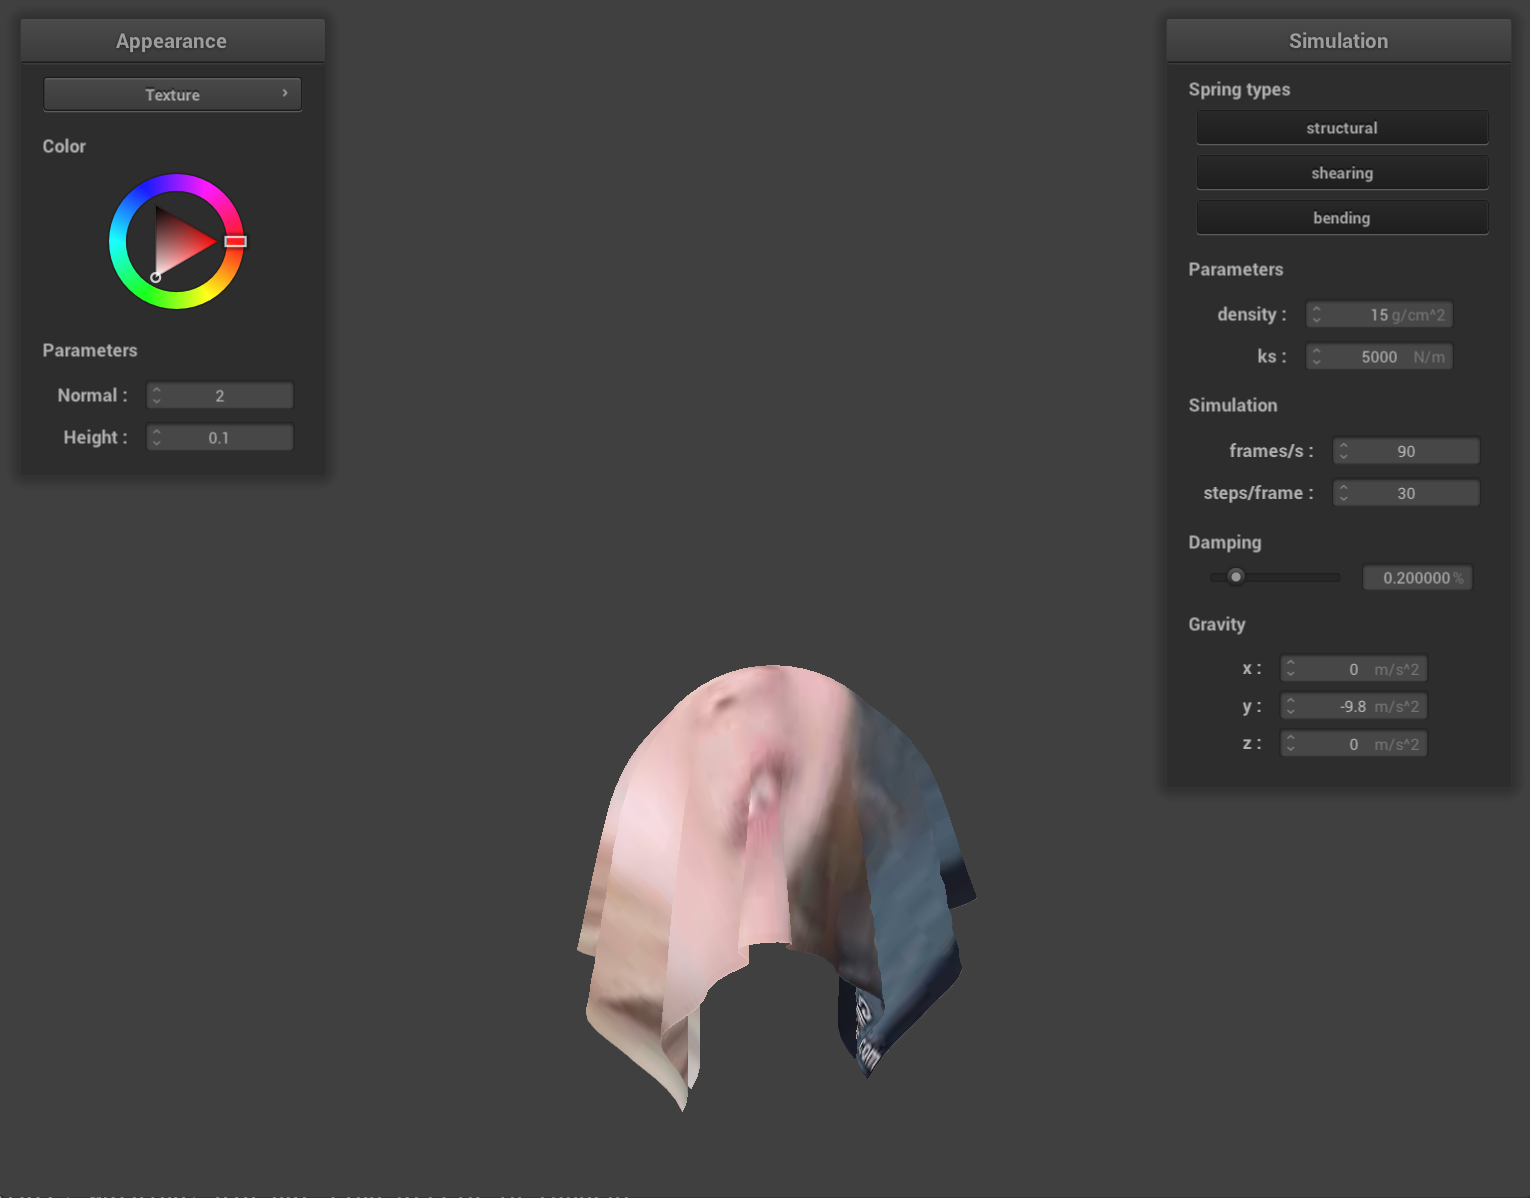 Appearance
Texture
Color
Parameters
Normal : 2
Height : 0.1
Simulation
Spring types
structural
shearing
bending
Parameters
density : 15 g/cm^2
ks : 5000 N/m
Simulation
frames/s : 90
steps/frame : 30
Damping
0.200000 %
Gravity
x : 0 m/s^2
y : -9.8 m/s^2
z : 0 m/s^2
.com